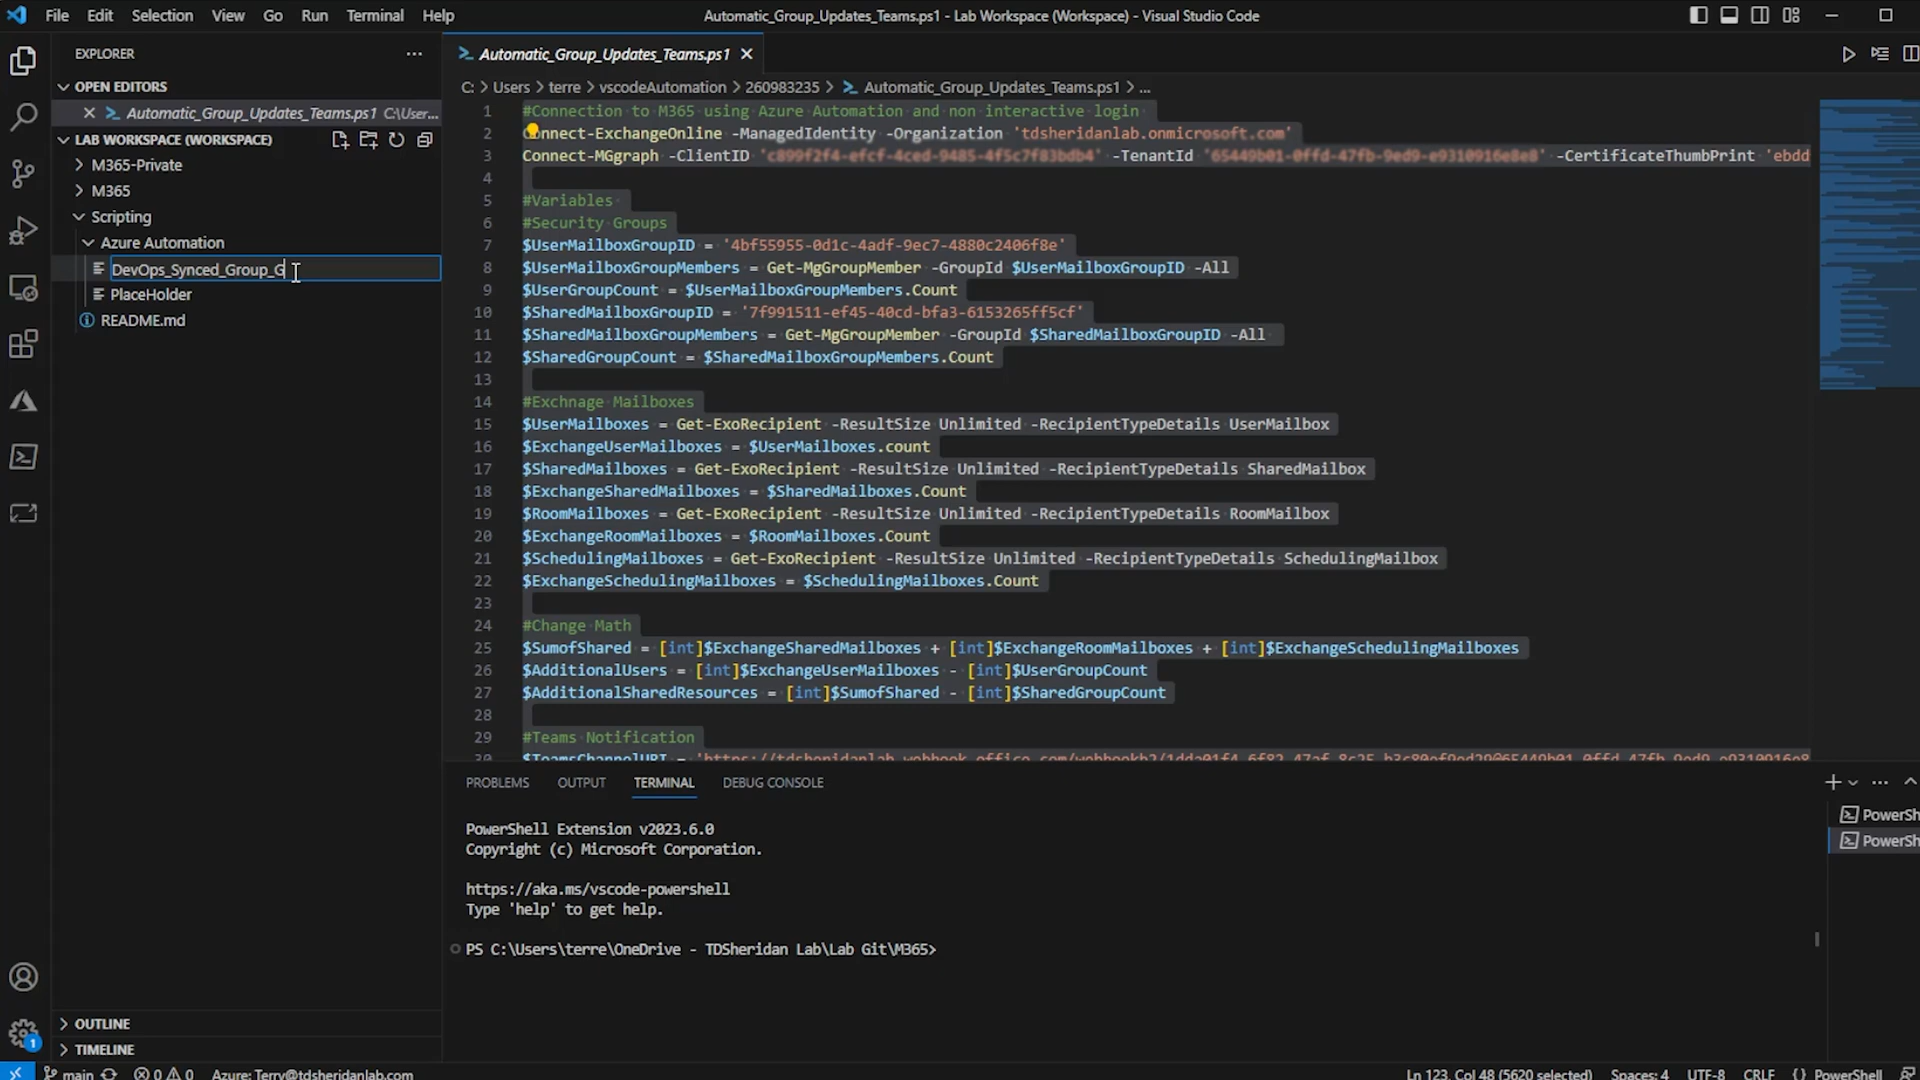 File Edit Selection View Go Run Terminal Help
Automatic_Group_Updates_Teams.ps1 - Lab Workspace (Workspace) - Visual Studio Code
EXPLORER
OPEN EDITORS
Automatic_Group_Updates_Teams.ps1 C:\User...
LAB WORKSPACE (WORKSPACE)
M365-Private
M365
Scripting
Azure Automation
DevOps_Synced_Group_G
PlaceHolder
README.md
OUTLINE
TIMELINE
Automatic_Group_Updates_Teams.ps1
C: > Users > terre > vscodeAutomation > 260983235 > Automatic_Group_Updates_Teams.ps1 > ...
1 #Connection to M365 using Azure Automation and non interactive login
2 Connect-ExchangeOnline -ManagedIdentity -Organization 'tdsheridanlab.onmicrosoft.com'
3 Connect-MGgraph -ClientID -TenantId -CertificateThumbPrint 'ebdd
4
5 #Variables
6 #Security Groups
7 $UserMailboxGroupID = '4bf55955-0d1c-4adf-9ec7-4880c2406f8e'
8 $UserMailboxGroupMembers = Get-MgGroupMember -GroupId $UserMailboxGroupID -All
9 $UserGroupCount = $UserMailboxGroupMembers.Count
10 $SharedMailboxGroupID = '7f991511-ef45-40cd-bfa3-6153265ff5cf'
11 $SharedMailboxGroupMembers = Get-MgGroupMember -GroupId $SharedMailboxGroupID -All
12 $SharedGroupCount = $SharedMailboxGroupMembers.Count
13
14 #Exchnage Mailboxes
15 $UserMailboxes = Get-ExoRecipient -ResultSize Unlimited -RecipientTypeDetails UserMailbox
16 $ExchangeUserMailboxes = $UserMailboxes.count
17 $SharedMailboxes = Get-ExoRecipient -ResultSize Unlimited -RecipientTypeDetails SharedMailbox
18 $ExchangeSharedMailboxes = $SharedMailboxes.Count
19 $RoomMailboxes = Get-ExoRecipient -ResultSize Unlimited -RecipientTypeDetails RoomMailbox
20 $ExchangeRoomMailboxes = $RoomMailboxes.Count
21 $SchedulingMailboxes = Get-ExoRecipient -ResultSize Unlimited -RecipientTypeDetails SchedulingMailbox
22 $ExchangeSchedulingMailboxes = $SchedulingMailboxes.Count
23
24 #Change Math
25 $SumofShared = [int]$ExchangeSharedMailboxes + [int]$ExchangeRoomMailboxes + [int]$ExchangeSchedulingMailboxes
26 $AdditionalUsers = [int]$ExchangeUserMailboxes - [int]$UserGroupCount
27 $AdditionalSharedResources = [int]$SumofShared - [int]$SharedGroupCount
28
29 #Teams Notification
30 $TeamsChannelURI =
PROBLEMS OUTPUT TERMINAL DEBUG CONSOLE
PowerShell Extension v2023.6.0
Copyright (c) Microsoft Corporation.
https://aka.ms/vscode-powershell
Type 'help' to get help.
PS C:\Users\terre\OneDrive - TDSheridan Lab\Lab Git\M365>
PowerSh
PowerSh
1
main 0 0 Azure: Terry@tdsheridanlab.com
Ln 123, Col 48 (5620 selected) Spaces: 4 UTF-8 CRLF {} PowerShell